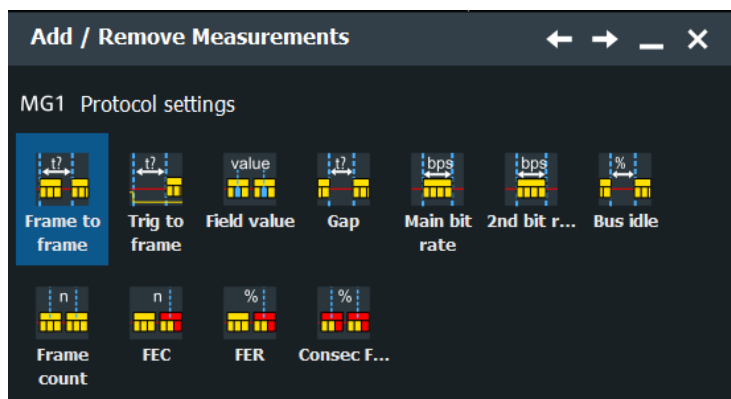 Add / Remove Measurements
MG1 Protocol settings
t?
t?
value
t?
bps
bps
%
Frame to frame
Trig to frame
Field value
Gap
Main bit rate
2nd bit r...
Bus idle
n
n
%
%
Frame count
FEC
FER
Consec F...